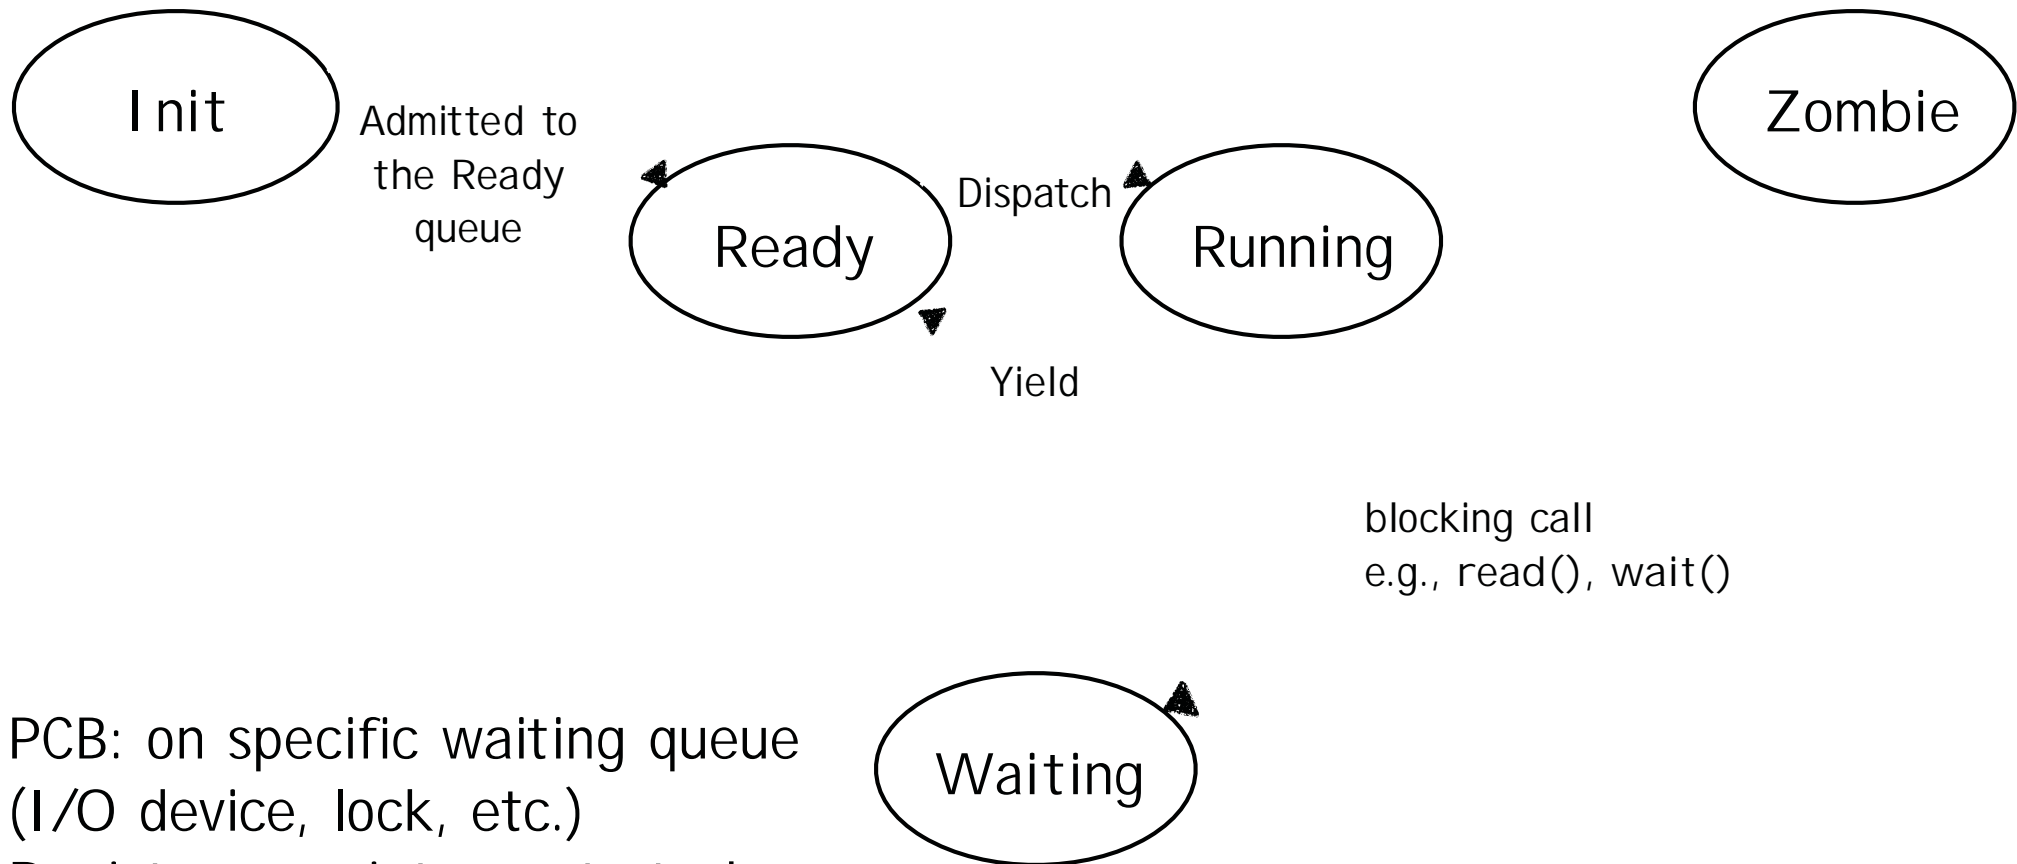 Init
Zombie
Admitted to
the Ready
queue
Dispatch
Ready
Running
Yield
blocking call
e.g., read(), wait()
PCB: on specific waiting queue
(I/O device, lock, etc.)
Waiting